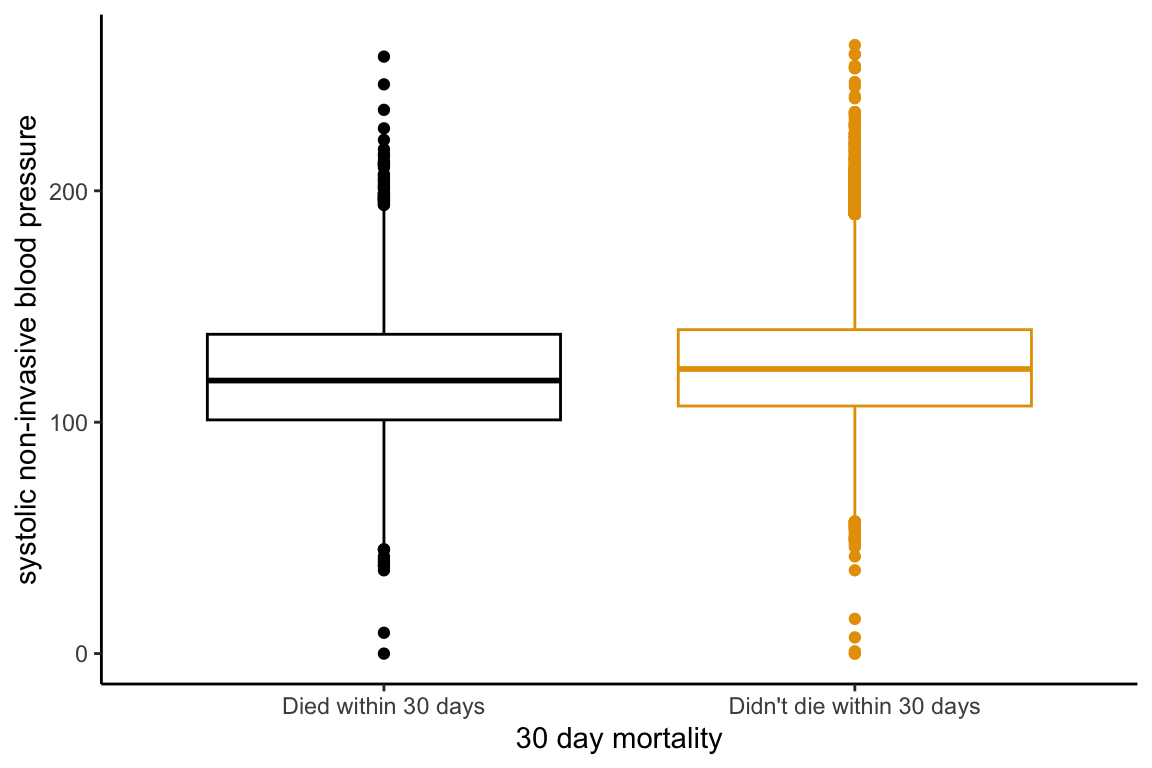 systolic non-invasive blood pressure
200
100
0
Died within 30 days
Didn't die within 30 days
30 day mortality